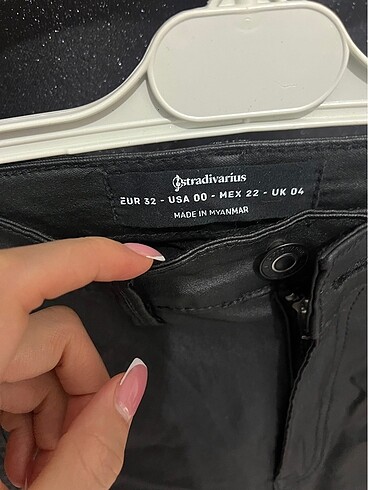 stradivarius
EUR 32 - USA 00 - MEX 22 - UK 04
MADE IN MYANMAR